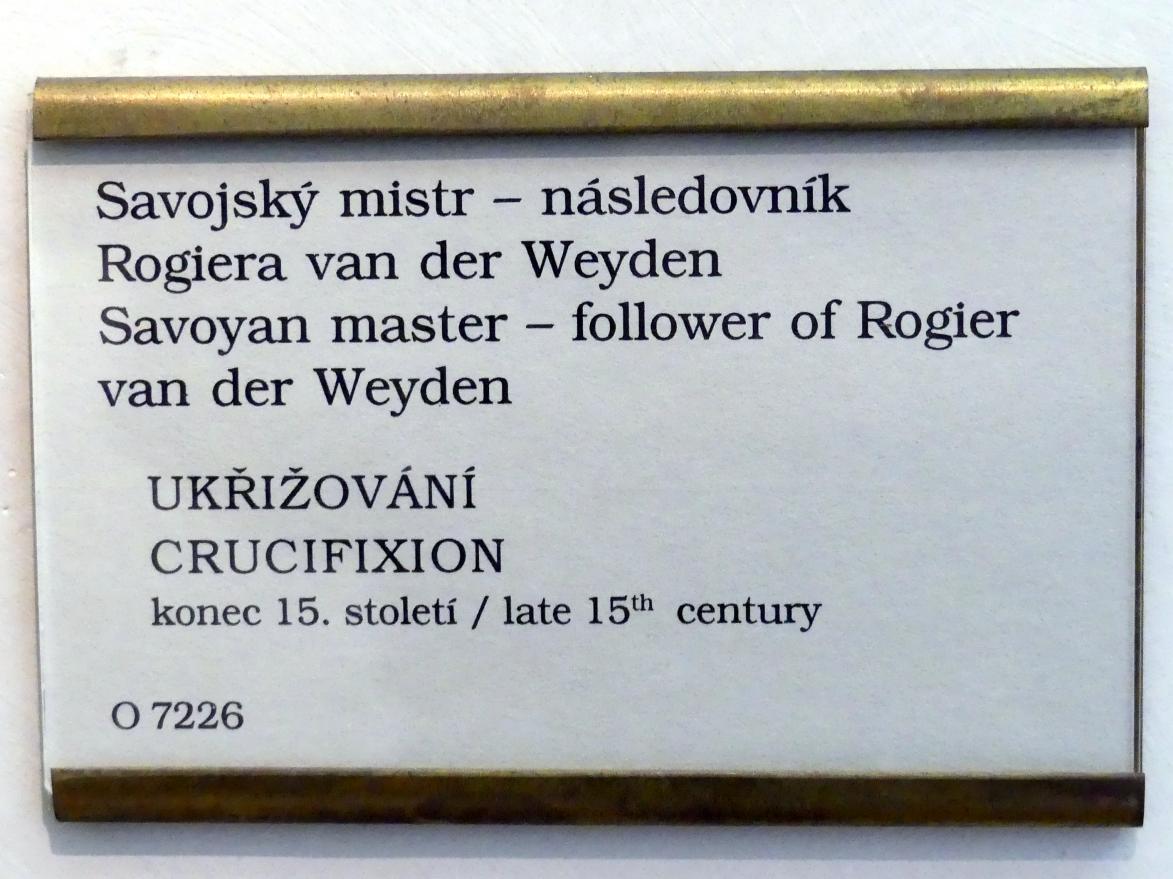 Savojský mistr – následovník
Rogiera van der Weyden
Savoyan master – follower of Rogier
van der Weyden
UKŘIŽOVÁNÍ
CRUCIFIXION
konec 15. století / late 15th century
O 7226